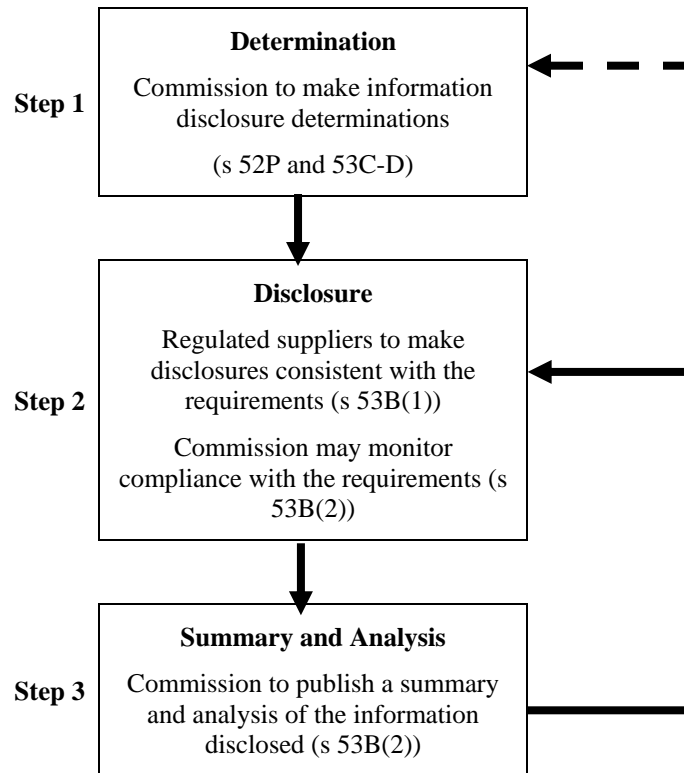 Determination
Step 1
Commission to make information
disclosure determinations
(s 52P and 53C-D)
Disclosure
Regulated suppliers to make
disclosures consistent with the
Step 2
requirements (s 53B(1))
Commission may monitor
compliance with the requirements (s
53B(2))
Summary and Analysis
Step 3
Commission to publish a summary
and analysis of the information
disclosed (s 53B(2))